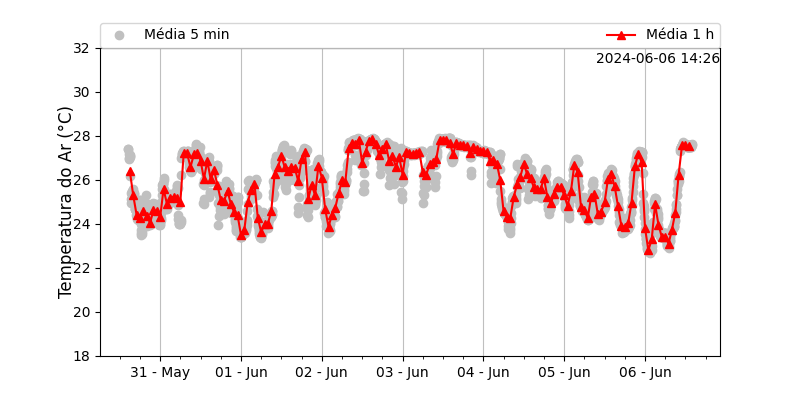 Média 5 min
Média 1 h
2024-06-06 14:26
Temperatura do Ar (°C)
32
30
28
26
24
22
20
18
31 - May
01 - Jun
02 - Jun
03 - Jun
04 - Jun
05 - Jun
06 - Jun